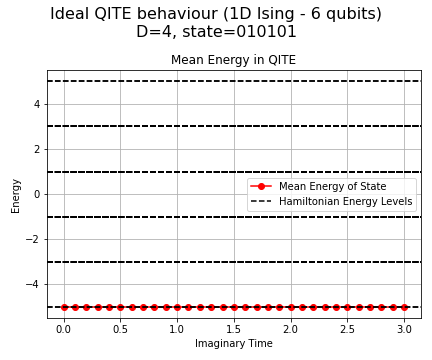 Ideal QITE behaviour (1D Ising - 6 qubits)
D=4, state=010101
Mean Energy in QITE
Energy
4
2
0
−2
−4
Mean Energy of State
Hamiltonian Energy Levels
0.0 0.5 1.0 1.5 2.0 2.5 3.0
Imaginary Time